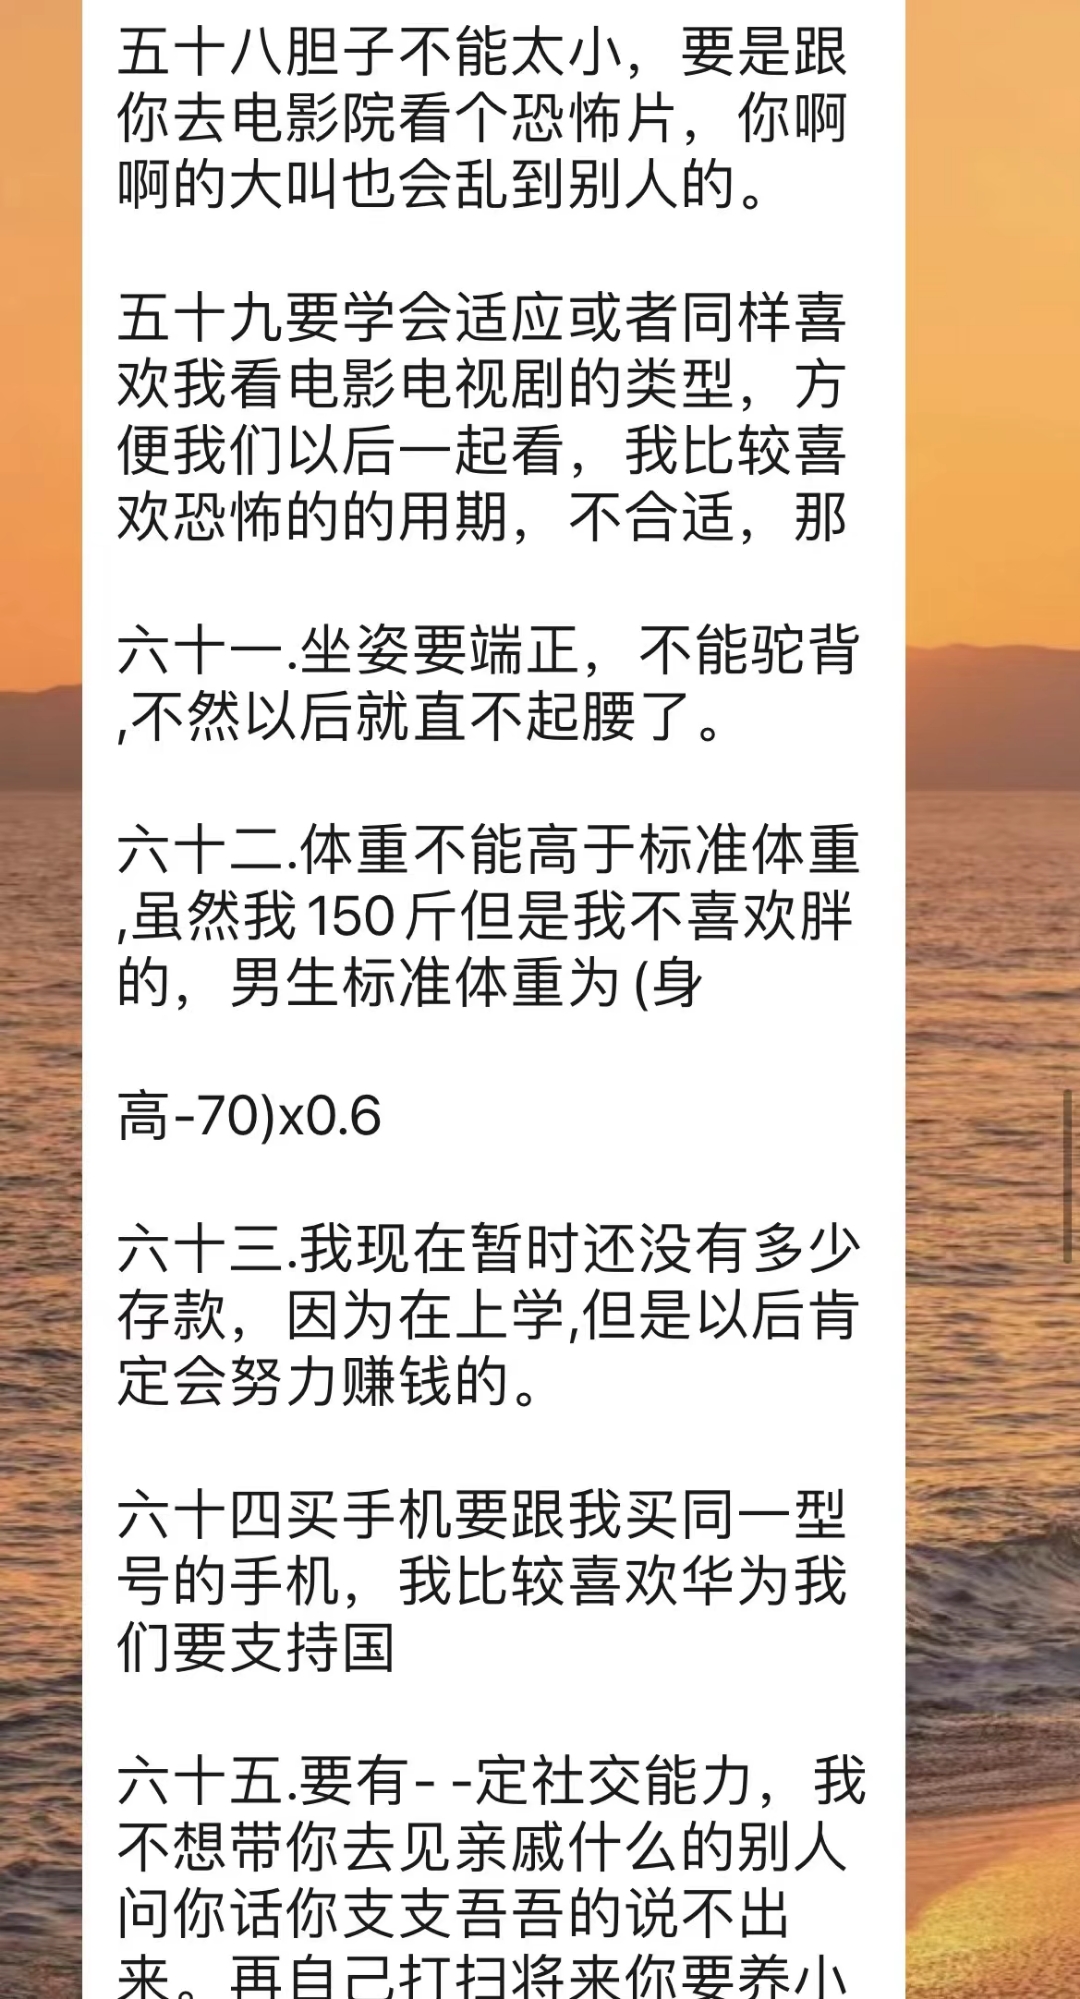 五十八胆子不能太小，要是跟
你去电影院看个恐怖片，你啊
啊的大叫也会乱到别人的。
五十九要学会适应或者同样喜
欢我看电影电视剧的类型，方
便我们以后一起看，我比较喜
欢恐怖的的用期，不合适，那
六十一.坐姿要端正，不能驼背
,不然以后就直不起腰了。
六十二.体重不能高于标准体重
,虽然我150斤但是我不喜欢胖
的，男生标准体重为(身
高-70)x0.6
六十三.我现在暂时还没有多少
存款，因为在上学,但是以后肯
定会努力赚钱的。
六十四买手机要跟我买同一型
号的手机，我比较喜欢华为我
们要支持国
六十五.要有- -定社交能力，我
不想带你去见亲戚什么的别人
问你话你支支吾吾的说不出
来。再自己打扫将来你要养小